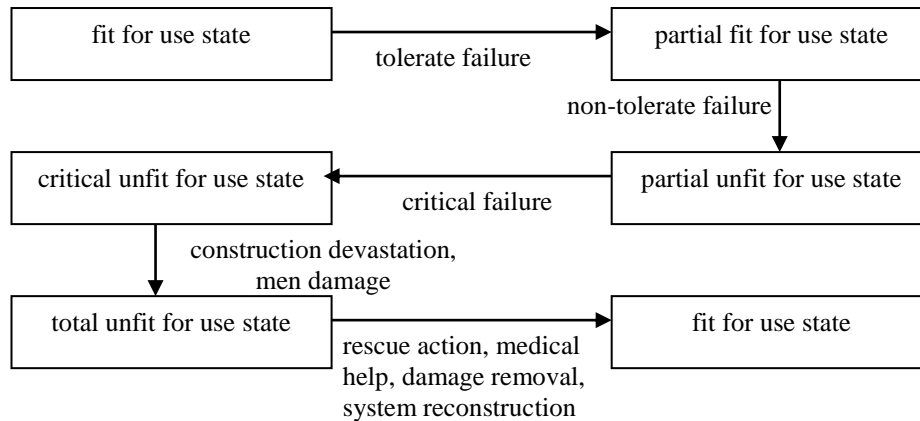 fit for use state
partial fit for use state
tolerate failure
non-tolerate failure
critical unfit for use state
partial unfit for use state
critical failure
construction devastation,
men damage
total unfit for use state
fit for use state
rescue action, medical
help, damage removal,
system reconstruction